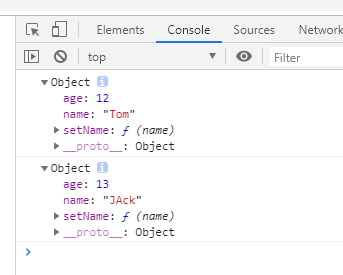 Elements Console Sources Network
top Filter
Object i
age: 12
name: "Tom"
setName: ƒ (name)
__proto__: Object
Object i
age: 13
name: "JAck"
setName: ƒ (name)
__proto__: Object